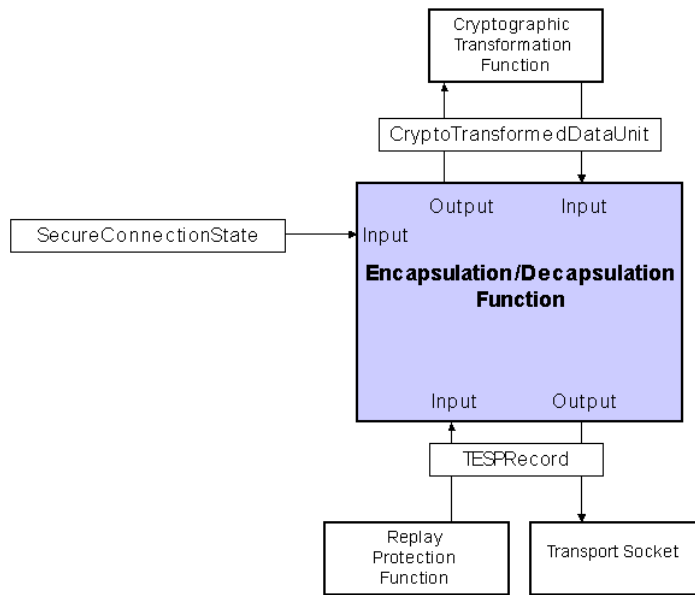 Cryptographic
Transformation
Function
CryptoTransformedDataUnit
Output
Input
SecureConnectionState
Input
Encapsulation/Decapsulation
Function
Input
Output
TESPRecord
Replay
Protection
Function
Transport Socket